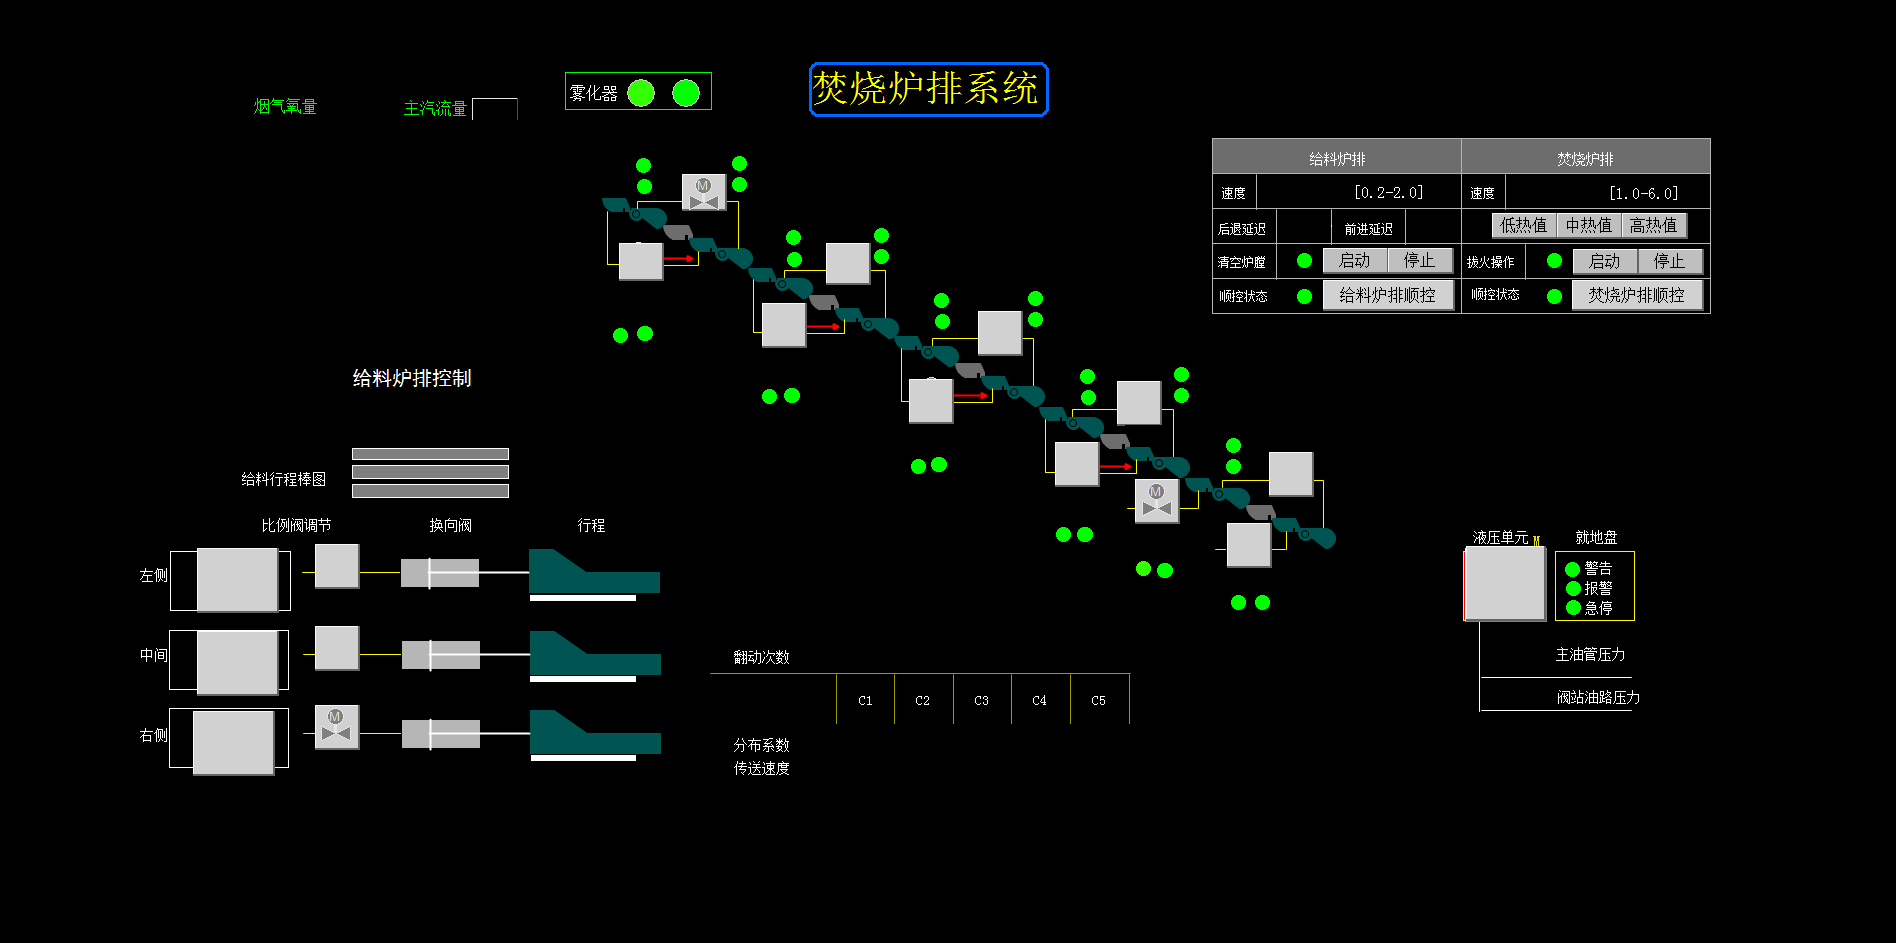 焚烧炉排系统
雾化器
烟气氧量
主汽流量
给料炉排 焚烧炉排
速度 [0.2-2.0] 速度 [1.0-6.0]
后退延迟 前进延迟 低热值 中热值 高热值
清空炉膛 启动 停止 拔火操作 启动 停止
顺控状态 给料炉排顺控 顺控状态 焚烧炉排顺控
M
给料炉排控制
给料行程棒图
比例阀调节 换向阀 行程
左侧
中间
右侧
M
M
液压单元 M 就地盘
警告
报警
急停
主油管压力
阀站油路压力
翻动次数
C1 C2 C3 C4 C5
分布系数
传送速度